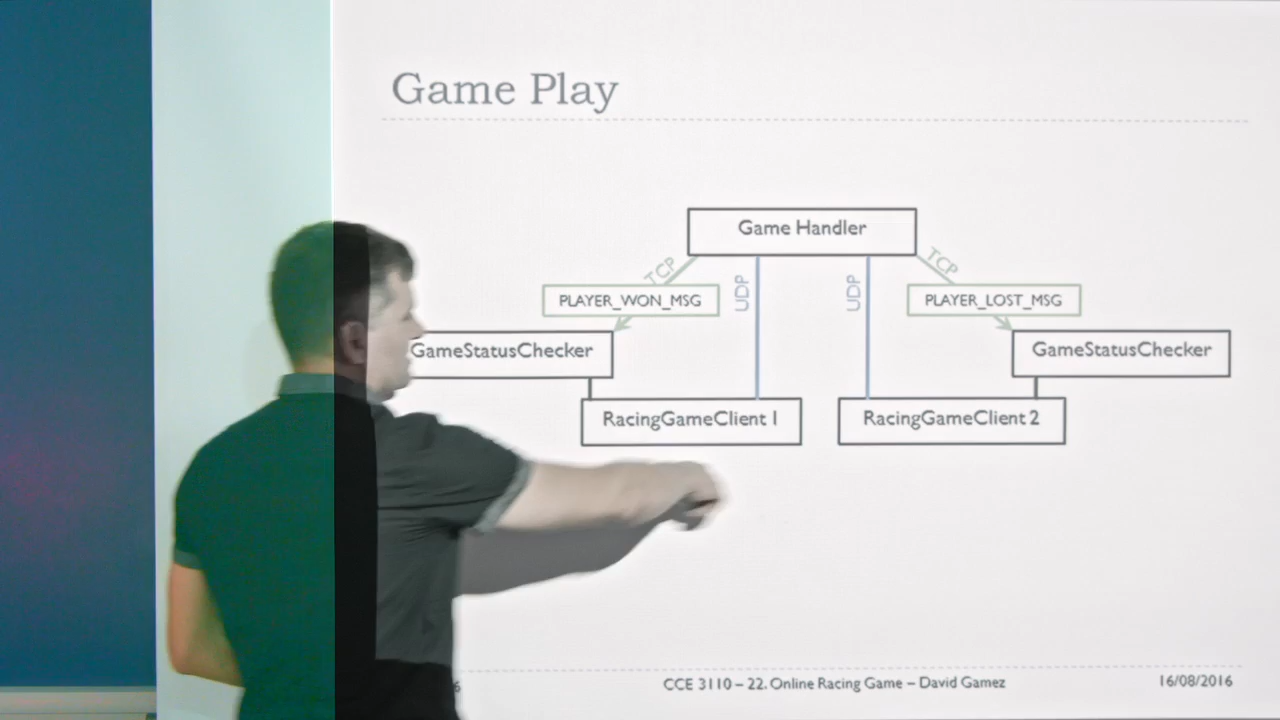 Game Play
Game Handler
TCP
UDP
UDP
TCP
PLAYER_WON_MSG
PLAYER_LOST_MSG
GameStatusChecker
GameStatusChecker
RacingGameClient 1
RacingGameClient 2
6
CCE 3110 – 22. Online Racing Game – David Gamez
16/08/2016